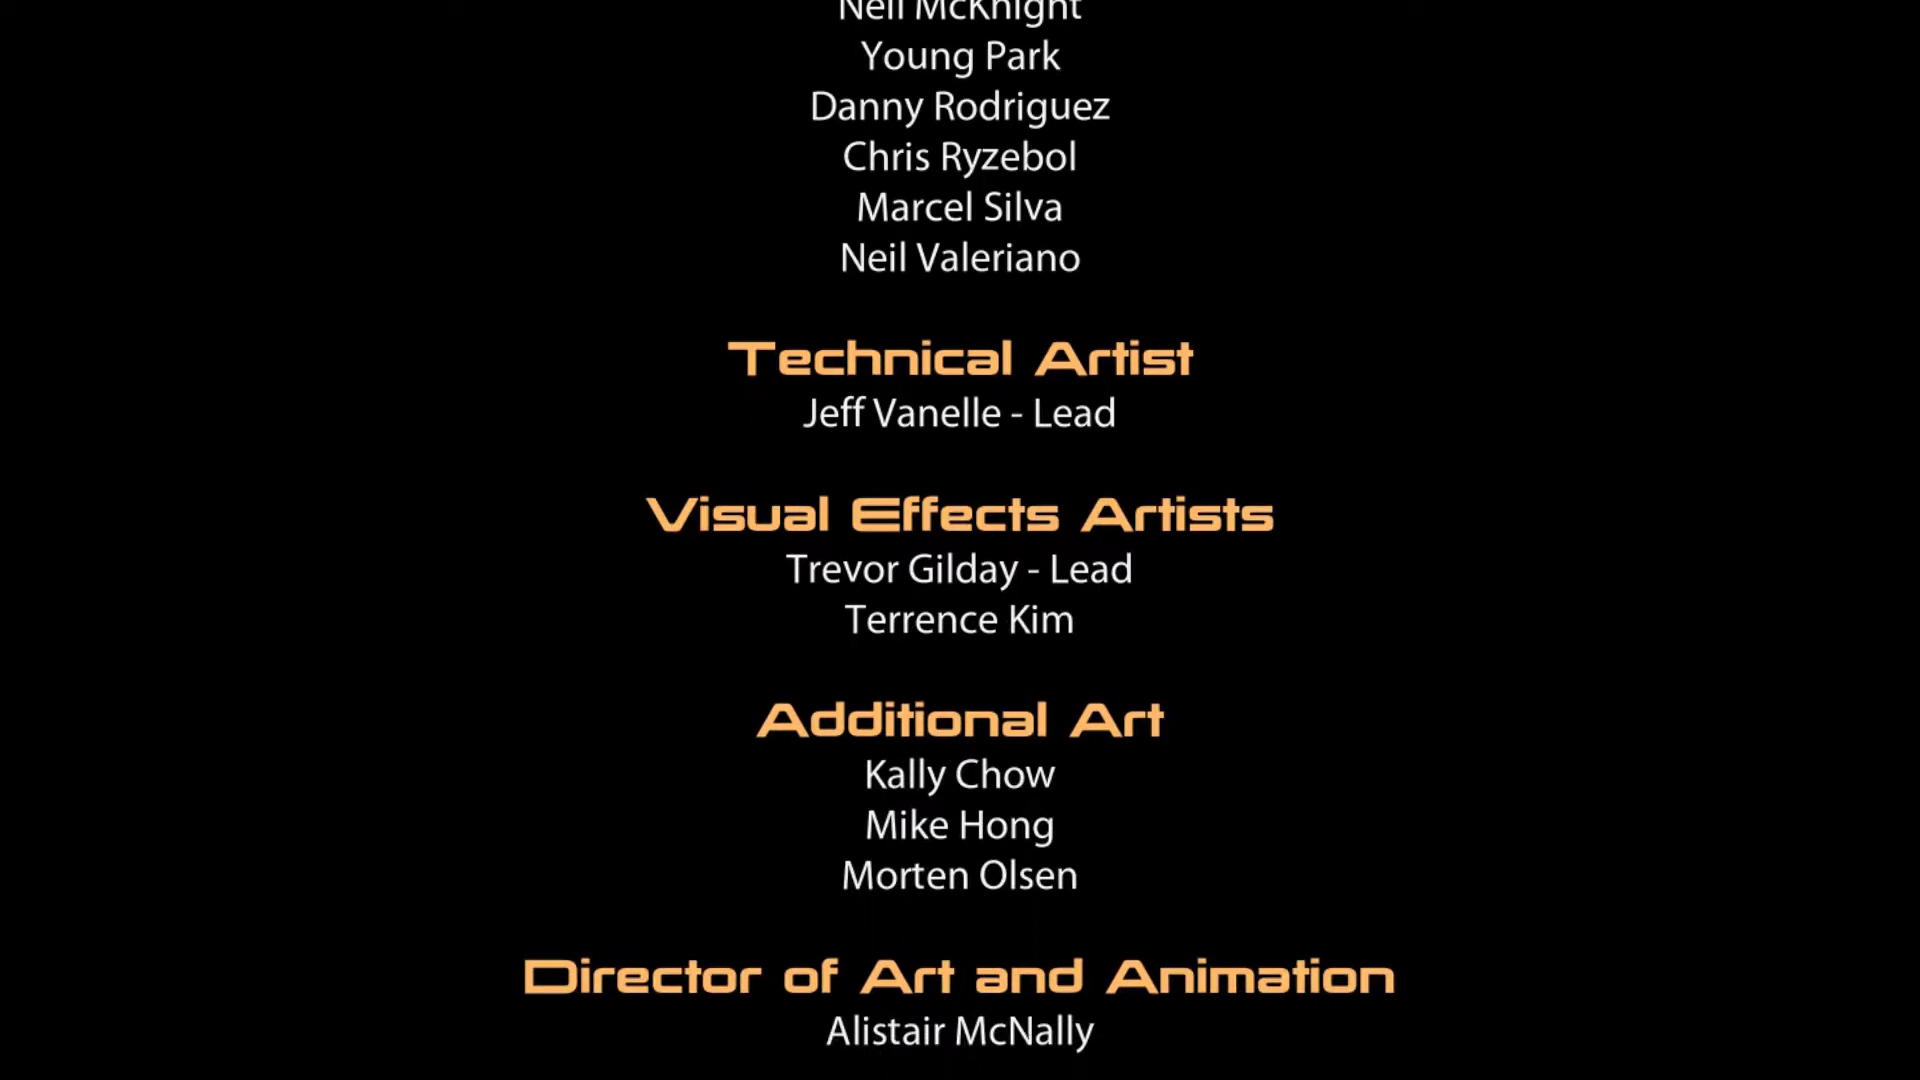 Neil McKnight
Young Park
Danny Rodriguez
Chris Ryzebol
Marcel Silva
Neil Valeriano
Technical Artist
Jeff Vanelle - Lead
Visual Effects Artists
Trevor Gilday - Lead
Terrence Kim
Additional Art
Kally Chow
Mike Hong
Morten Olsen
Director of Art and Animation
Alistair McNally